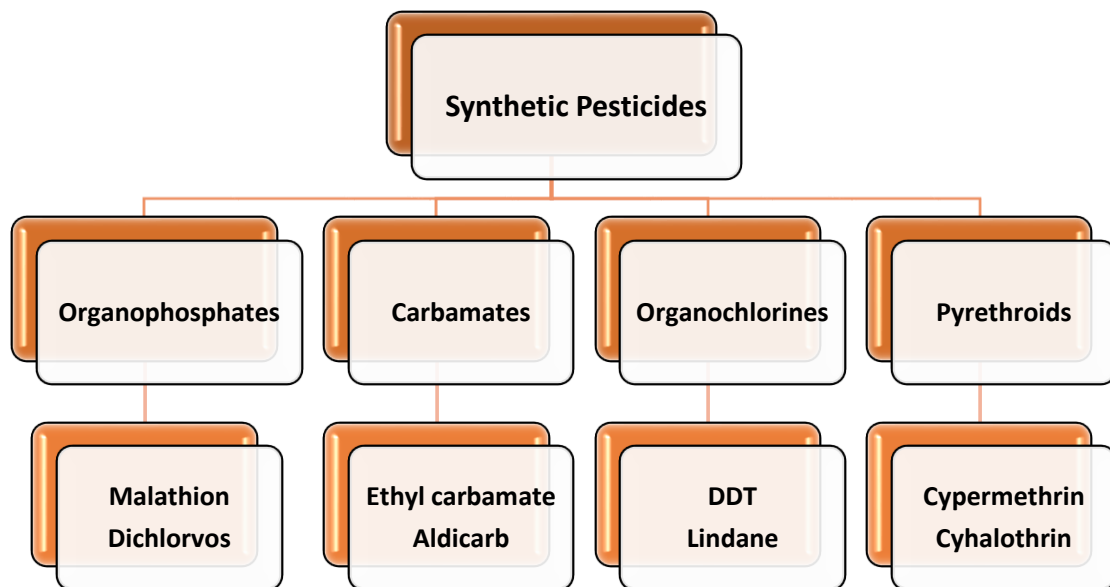 Synthetic Pesticides
Organophosphates
Carbamates
Organochlorines
Pyrethroids
Malathion
Dichlorvos
Ethyl carbamate
Aldicarb
DDT
Lindane
Cypermethrin
Cyhalothrin